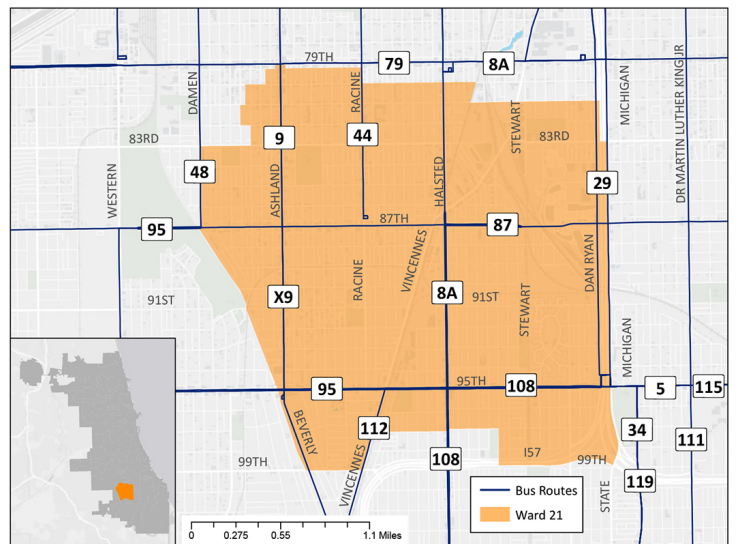 79TH
79
8A
DAMEN
RACINE
MICHIGAN
DR MARTIN LUTHER KING JR
STEWART
83RD
9
44
83RD
48
WESTERN
ASHLAND
HALSTED
29
87TH
95
87
VINCENNES
DAN RYAN
RACINE
91ST
X9
8A
91ST
STEWART
MICHIGAN
95TH
95
108
5
115
BEVERLY
112
34
111
99TH
VINCENNES
108
I57
99TH
119
STATE
Bus Routes
Ward 21
0 0.275 0.55 1.1 Miles